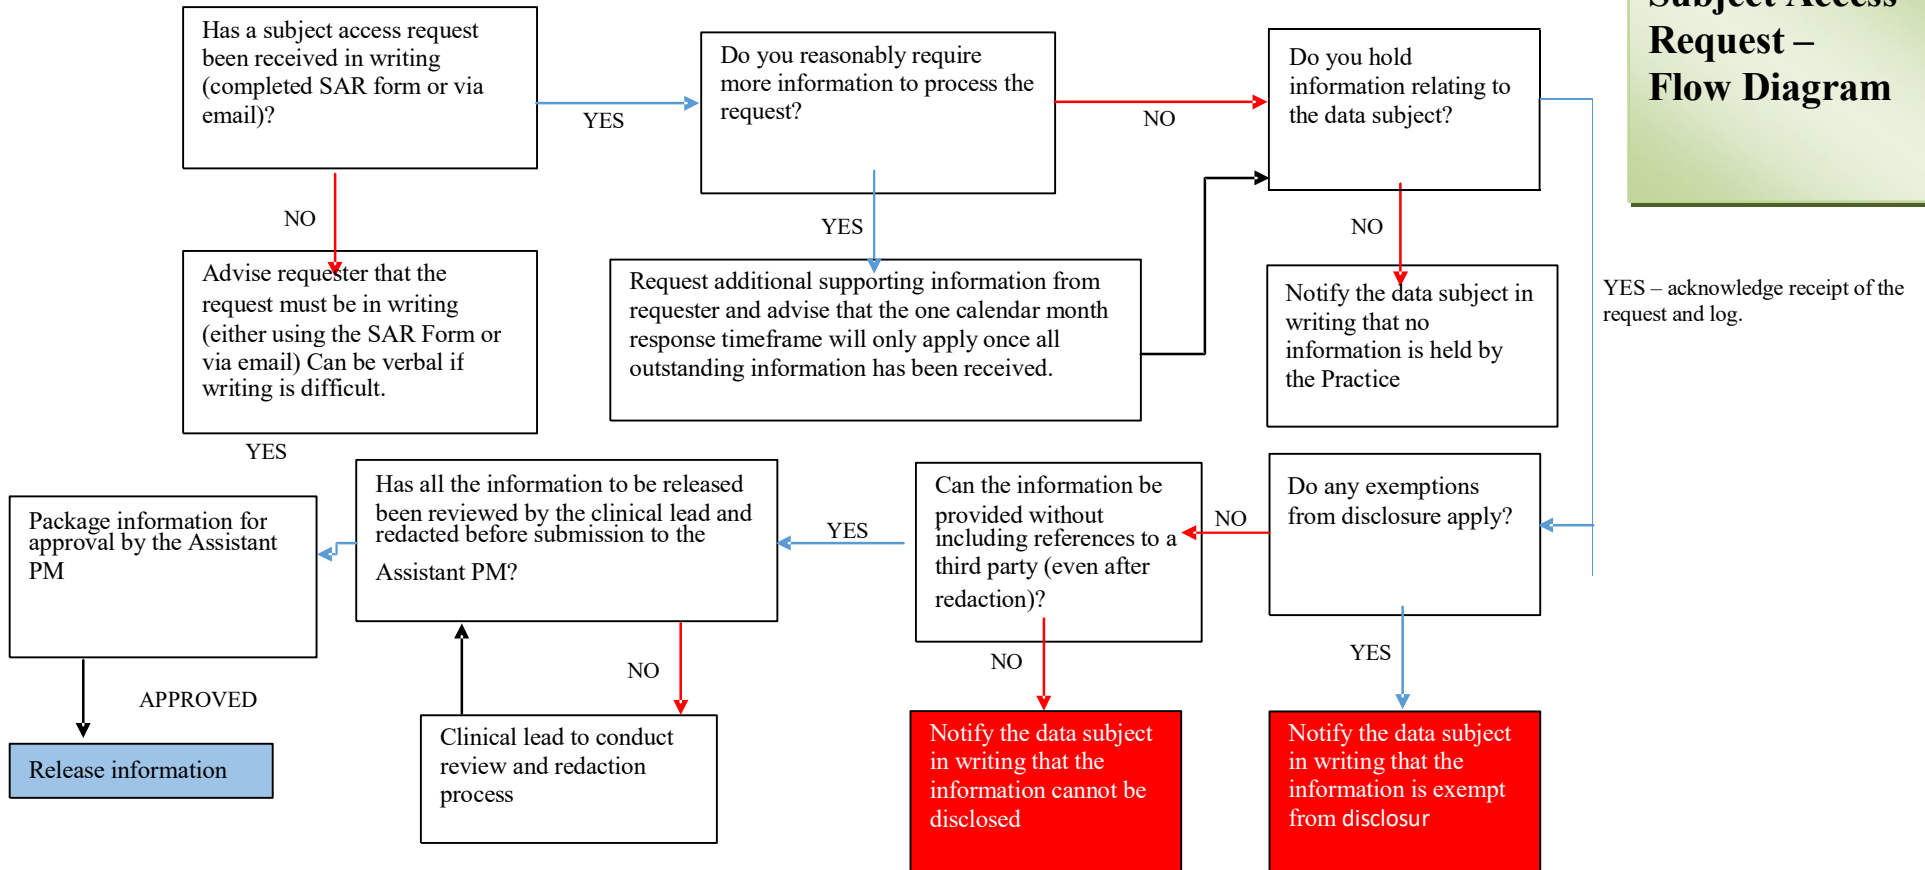 Subject Access
Request –
Flow Diagram
Has a subject access request
been received in writing
(completed SAR form or via
email)?
YES
Do you reasonably require
more information to process the
request?
NO
Do you hold
information relating to
the data subject?
NO
YES
NO
Advise requester that the
request must be in writing
(either using the SAR Form or
via email) Can be verbal if
writing is difficult.
Request additional supporting information from
requester and advise that the one calendar month
response timeframe will only apply once all
outstanding information has been received.
Notify the data subject in
writing that no
information is held by
the Practice
YES – acknowledge receipt of the
request and log.
YES
Package information for
approval by the Assistant
PM
Has all the information to be released
been reviewed by the clinical lead and
redacted before submission to the
Assistant PM?
YES
Can the information be
provided without
including references to a
third party (even after
redaction)?
NO
Do any exemptions
from disclosure apply?
APPROVED
NO
NO
YES
Release information
Clinical lead to conduct
review and redaction
process
Notify the data subject
in writing that the
information cannot be
disclosed
Notify the data subject
in writing that the
information is exempt
from disclosur